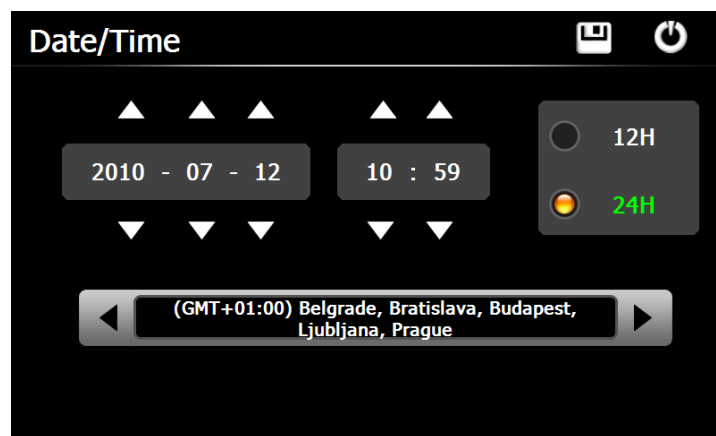 Date/Time
2010 - 07 - 12
10 : 59
12H
24H
(GMT+01:00) Belgrade, Bratislava, Budapest,
Ljubljana, Prague